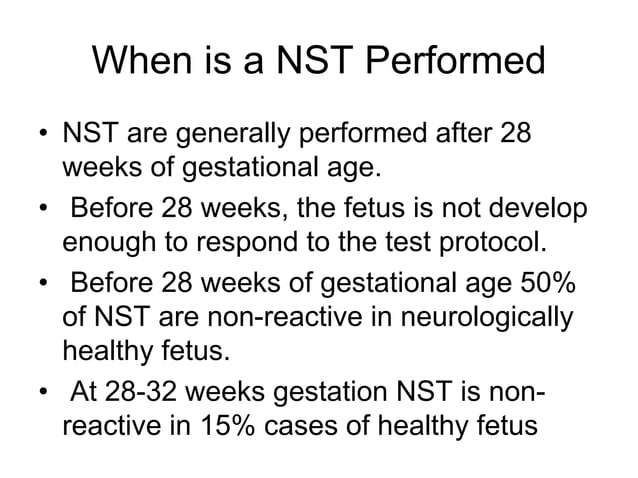 When is a NST Performed
• NST are generally performed after 28
weeks of gestational age.
• Before 28 weeks, the fetus is not develop
enough to respond to the test protocol.
• Before 28 weeks of gestational age 50%
of NST are non-reactive in neurologically
healthy fetus.
• At 28-32 weeks gestation NST is non-
reactive in 15% cases of healthy fetus